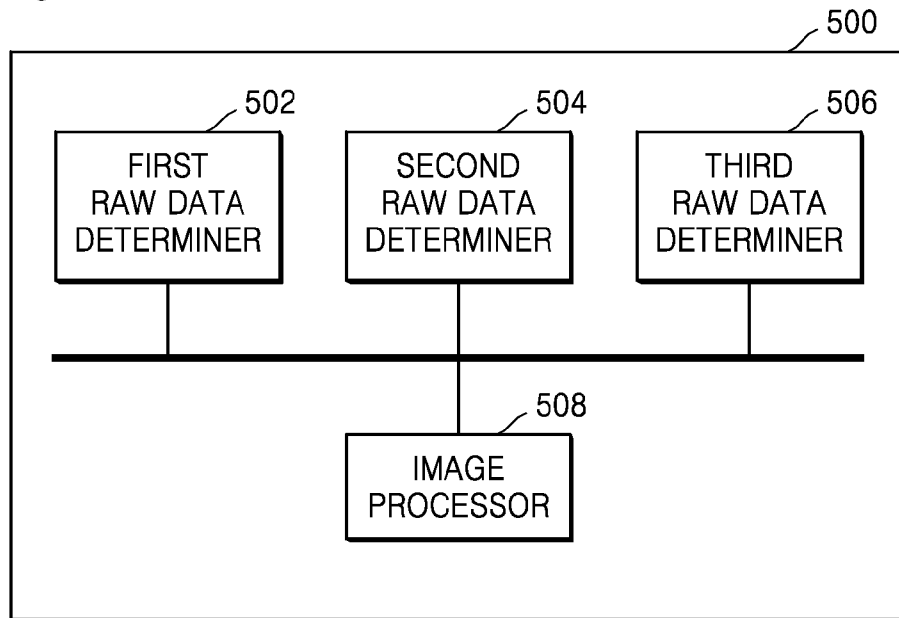 500
502
504
506
FIRST
RAW DATA
DETERMINER
SECOND
RAW DATA
DETERMINER
THIRD
RAW DATA
DETERMINER
508
IMAGE
PROCESSOR